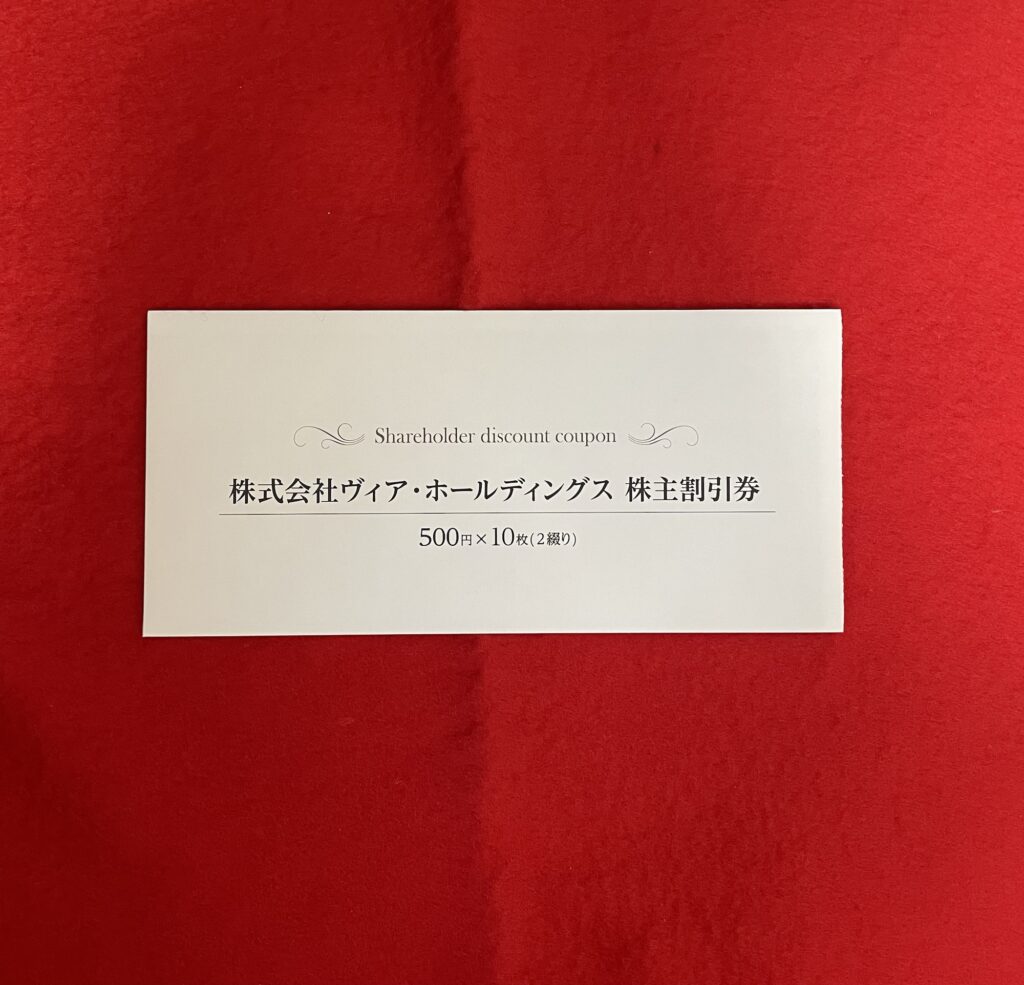 Shareholder discount coupon
株式会社ヴィア・ホールディングス 株主割引券
500円×10枚(2綴り)